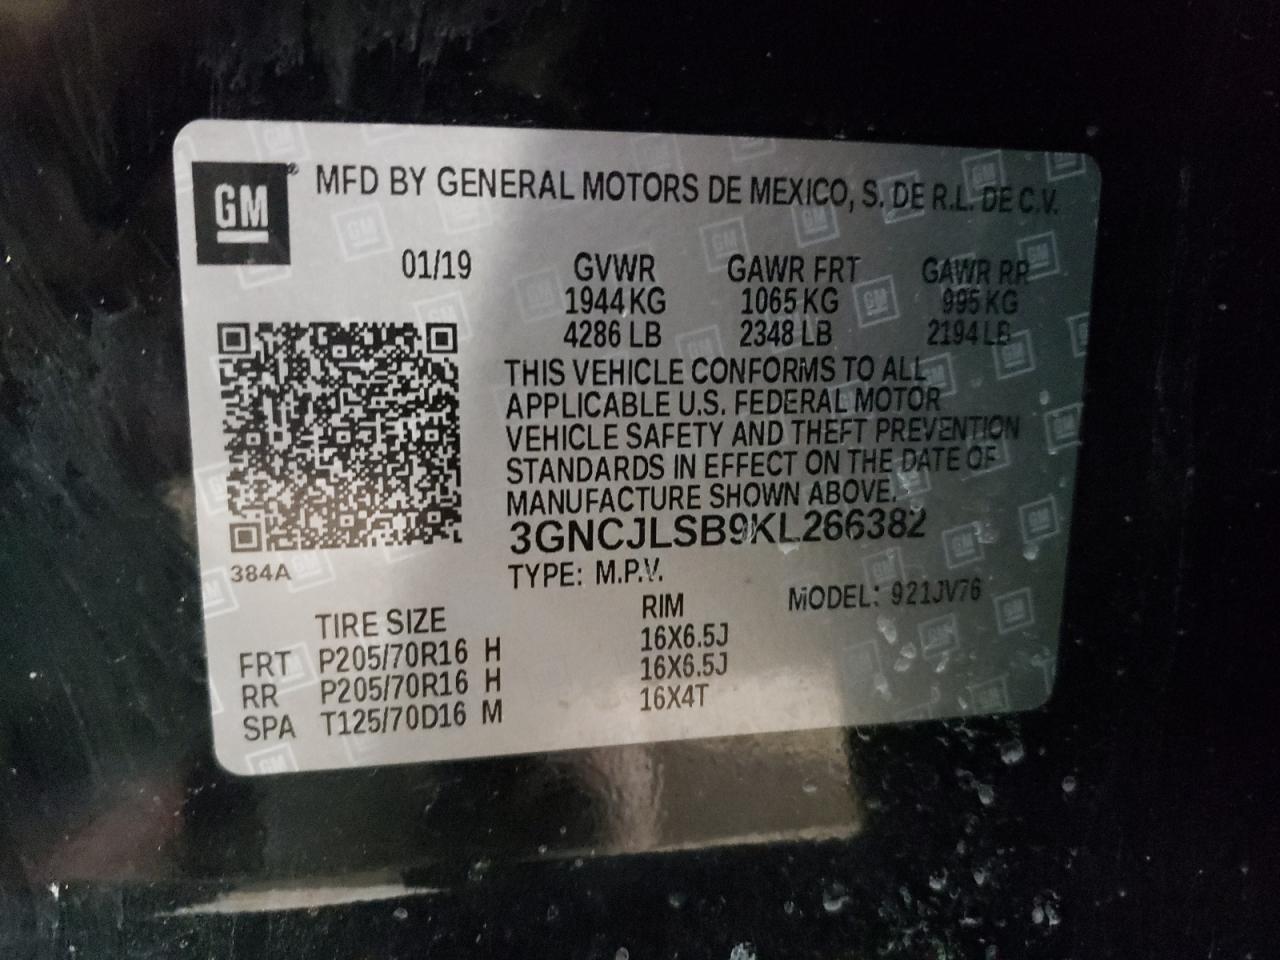 GM
MFD BY GENERAL MOTORS DE MEXICO, S. DE R.L. DE C.V.
01/19 GVWR GAWR FRT GAWR RR
1944 KG 1065 KG 995 KG
4286 LB 2348 LB 2194 LB
THIS VEHICLE CONFORMS TO ALL
APPLICABLE U.S. FEDERAL MOTOR
VEHICLE SAFETY AND THEFT PREVENTION
STANDARDS IN EFFECT ON THE DATE OF
MANUFACTURE SHOWN ABOVE.
3GNCJLSB9KL266382
384A
TYPE: M.P.V. MODEL: 921JV76
TIRE SIZE RIM
FRT P205/70R16 H 16X6.5J
RR P205/70R16 H 16X6.5J
SPA T125/70D16 M 16X4T